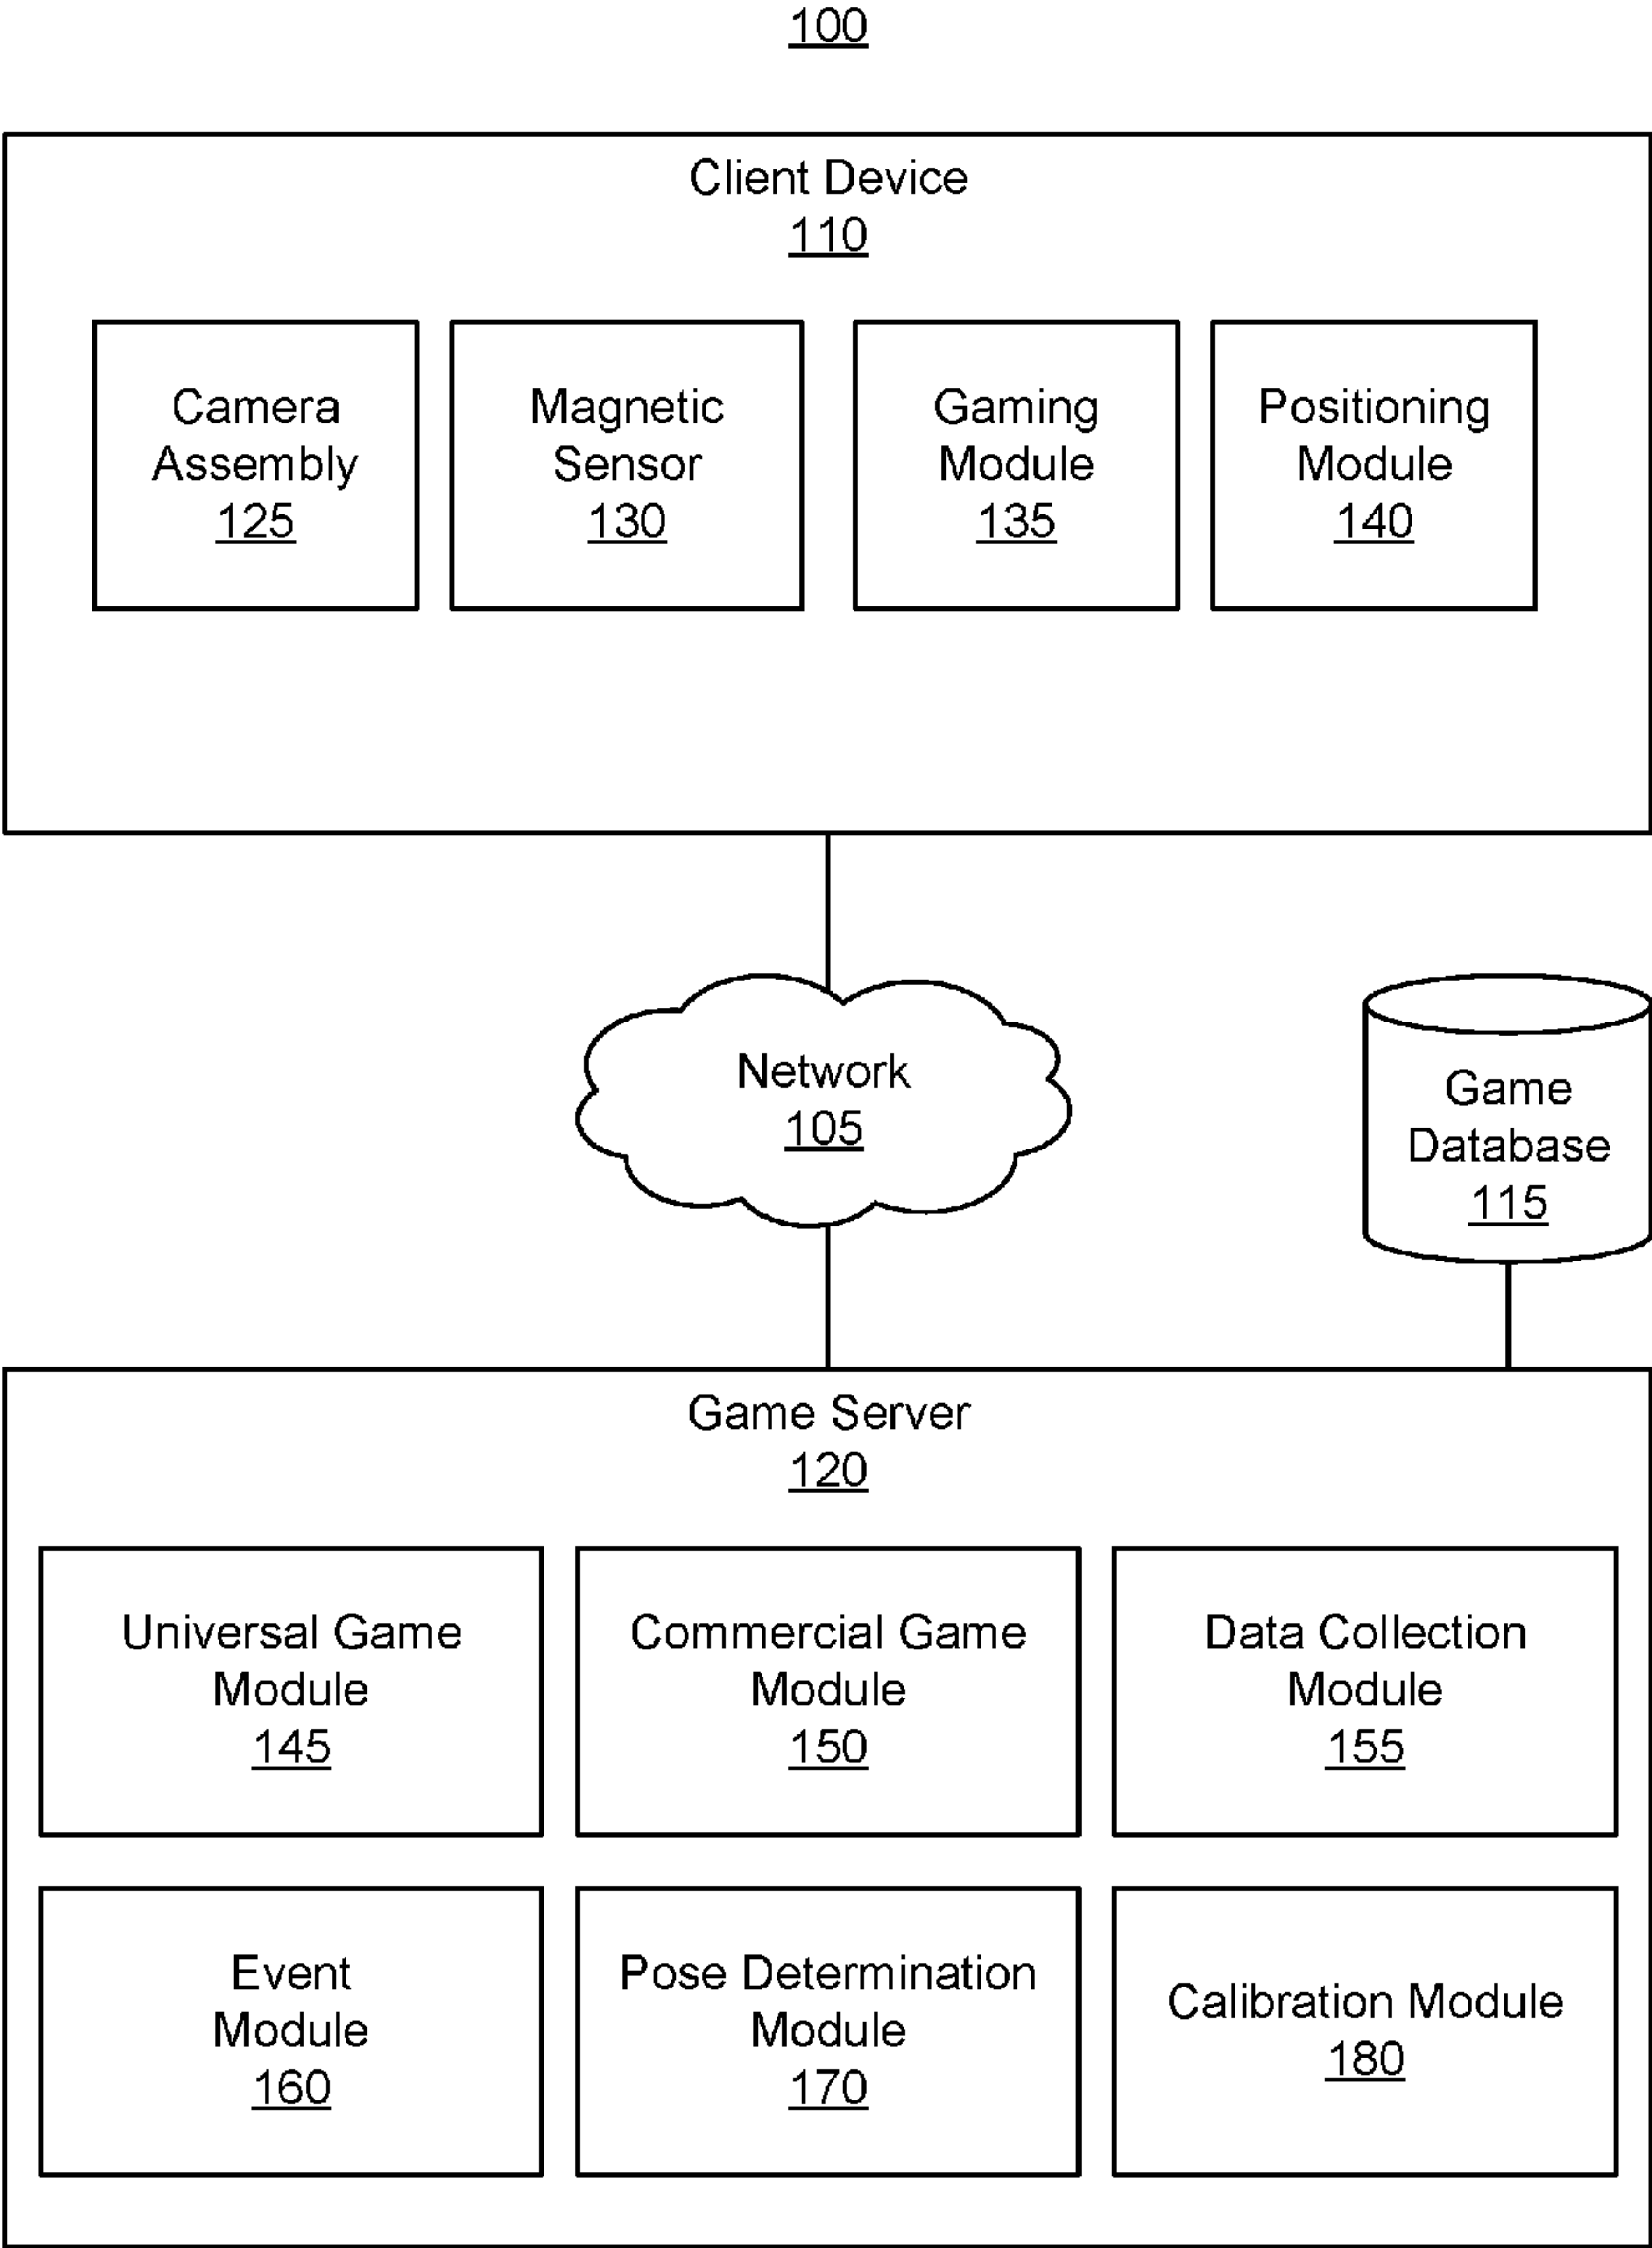 100
Client Device
110
Camera
Assembly
125
Magnetic
Sensor
130
Gaming
Module
135
Positioning
Module
140
Network
105
Game
Database
115
Game Server
120
Universal Game
Module
145
Commercial Game
Module
150
Data Collection
Module
155
Event
Module
160
Pose Determination
Module
170
Calibration Module
180